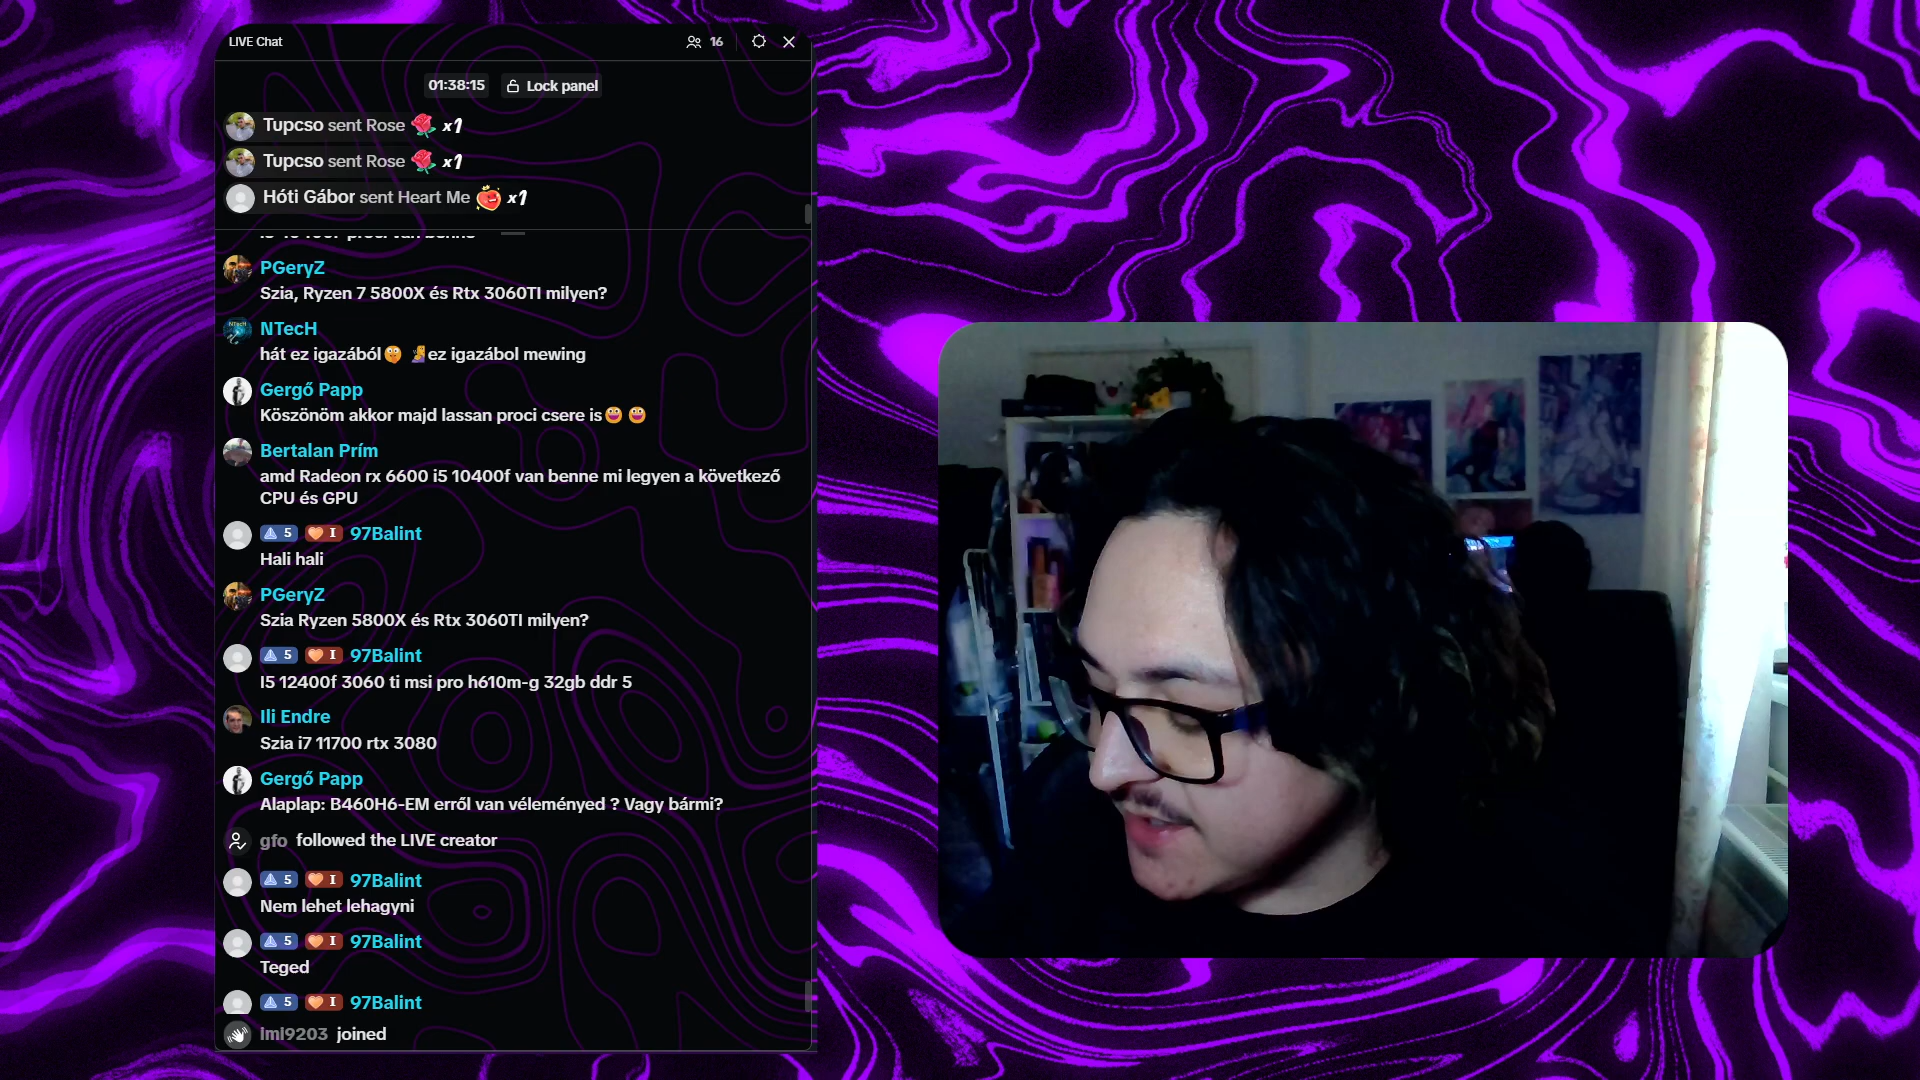 LIVE Chat
16
01:38:15
Lock panel
Tupcso sent Rose x1
Tupcso sent Rose x1
Hóti Gábor sent Heart Me x1
PGeryZ
Szia, Ryzen 7 5800X és Rtx 3060TI milyen?
NTecH
hát ez igazából ez igazábol mewing
Gergő Papp
Köszönöm akkor majd lassan proci csere is
Bertalan Prím
amd Radeon rx 6600 i5 10400f van benne mi legyen a következő
CPU és GPU
5 I 97Balint
Hali hali
PGeryZ
Szia Ryzen 5800X és Rtx 3060TI milyen?
5 I 97Balint
I5 12400f 3060 ti msi pro h610m-g 32gb ddr 5
Ili Endre
Szia i7 11700 rtx 3080
Gergő Papp
Alaplap: B460H6-EM erről van véleményed ? Vagy bármi?
gfo followed the LIVE creator
5 I 97Balint
Nem lehet lehagyni
5 I 97Balint
Teged
5 I 97Balint
joined